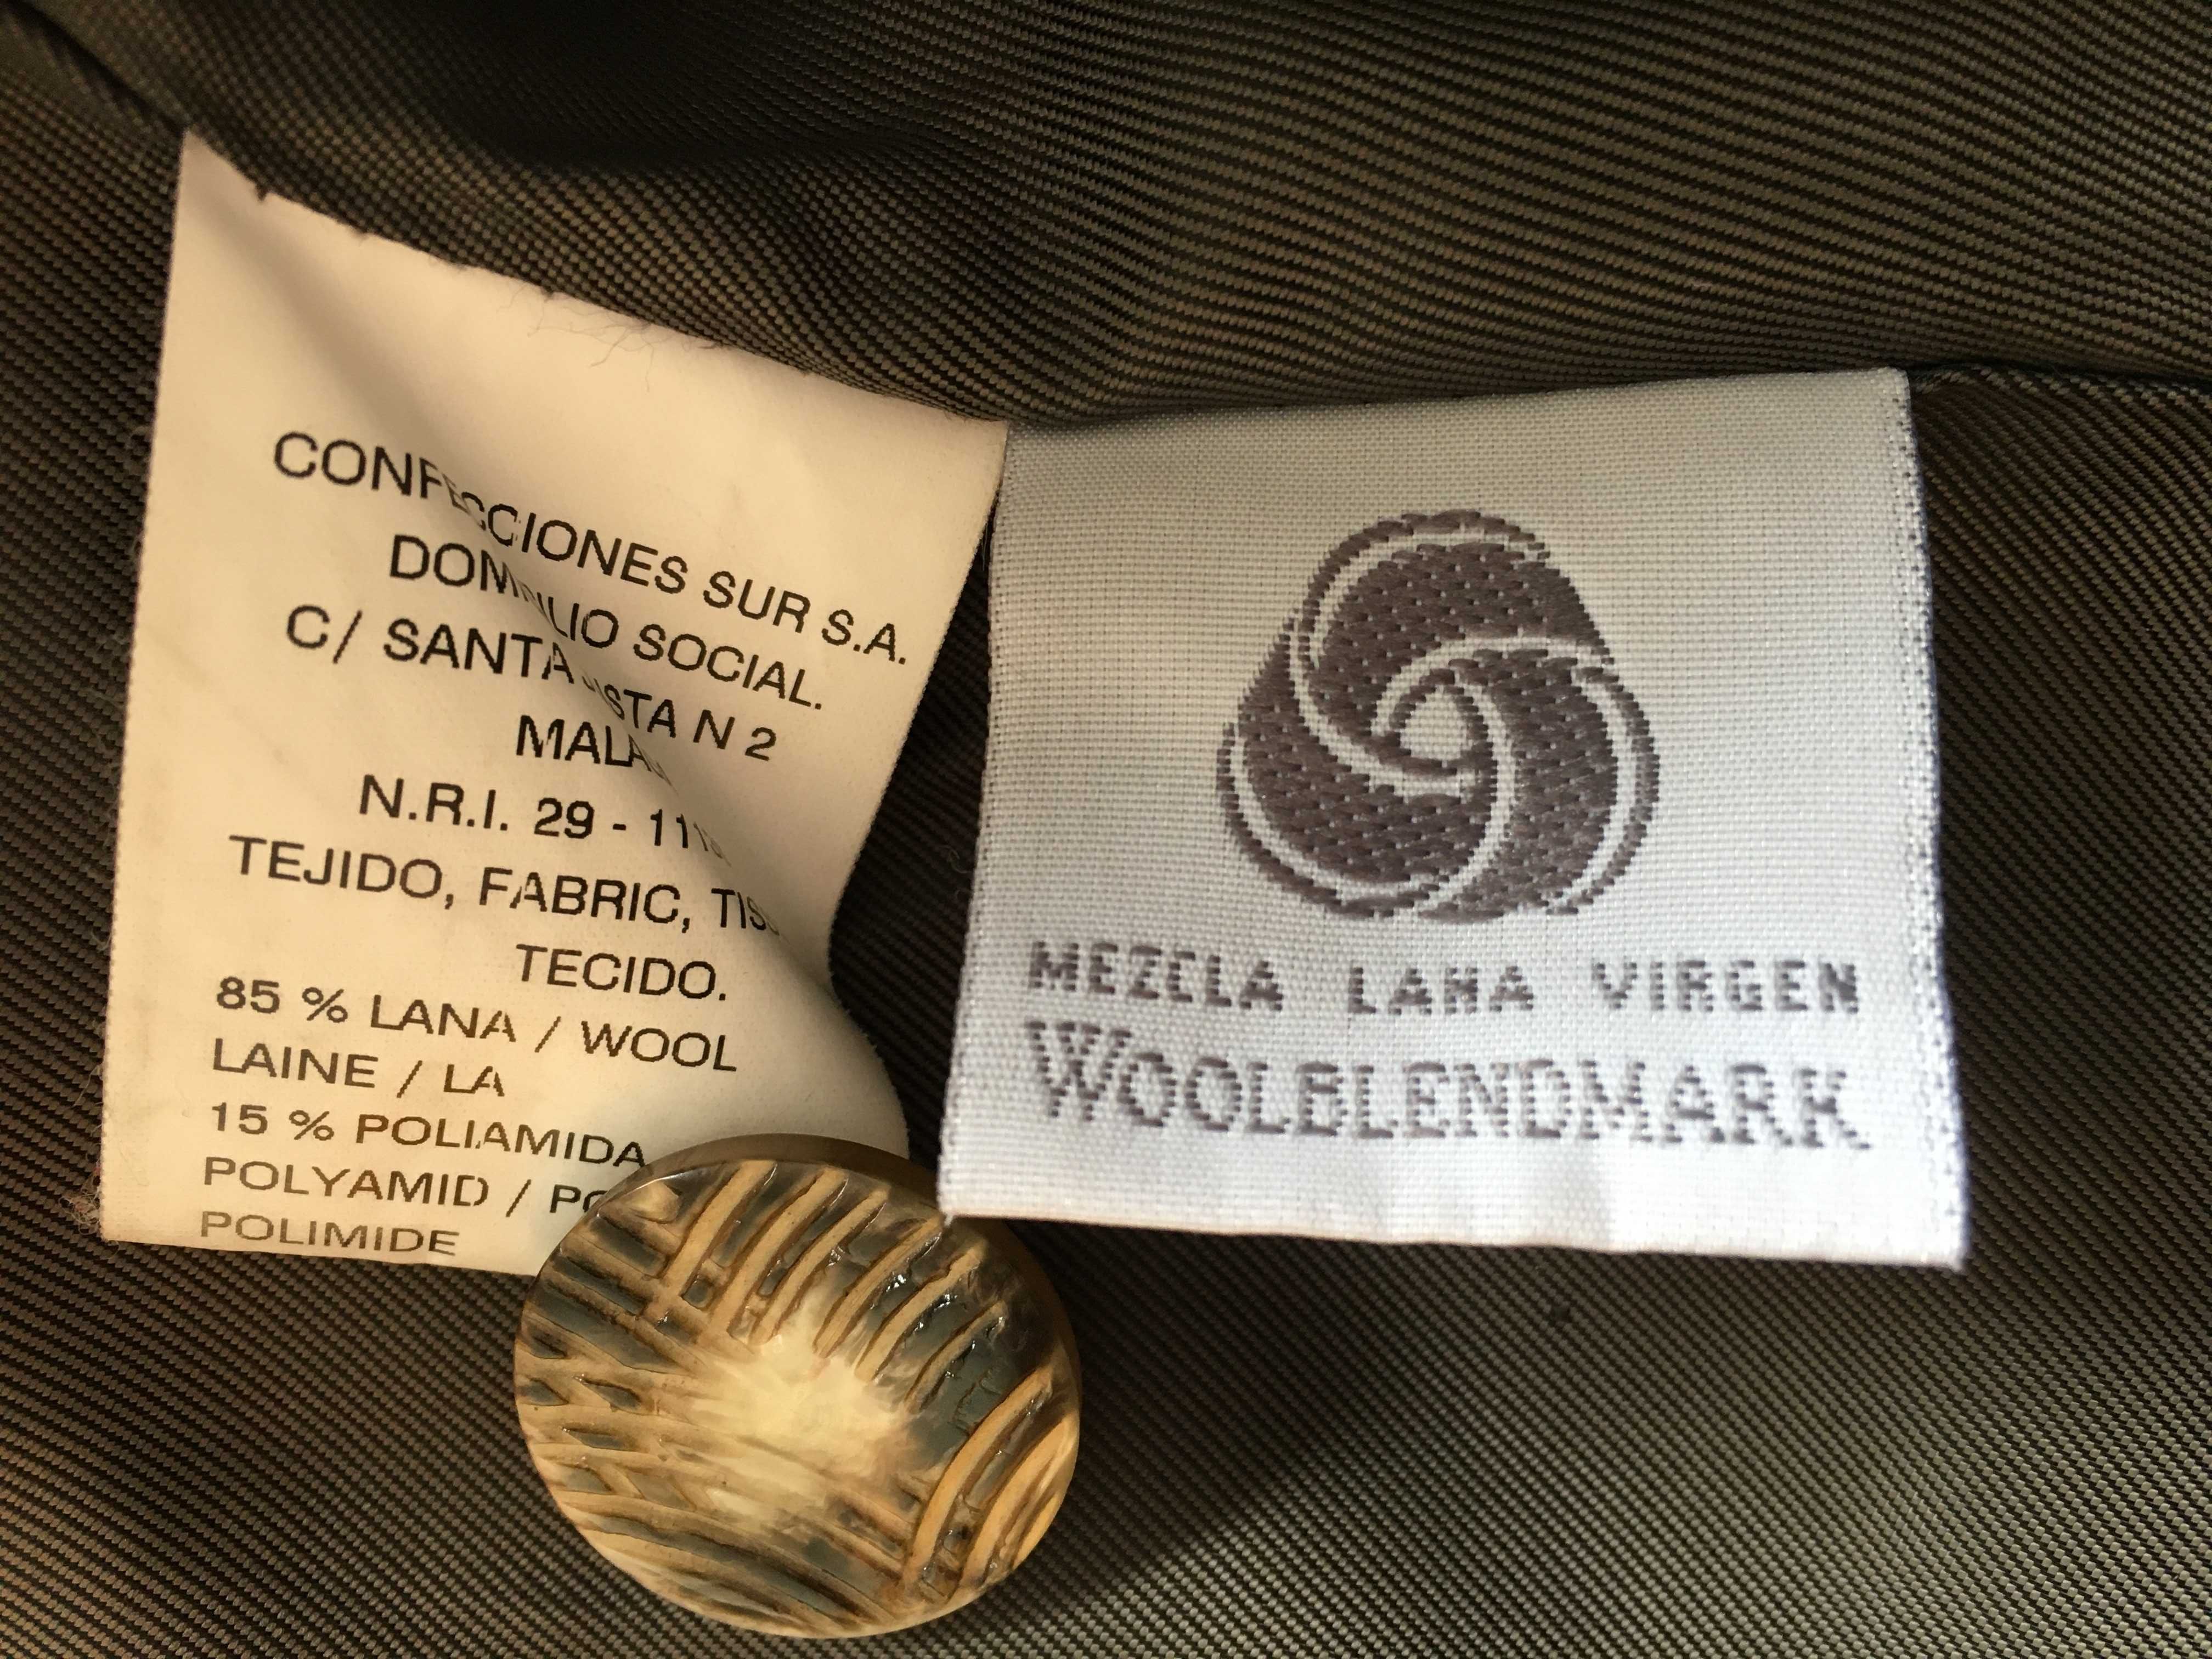 CONFECCIONES SUR S.A.
SOCIAL.
C/ SANTA N 2
N.R.I. 29 -
TEJIDO, FABRIC,
TECIDO.
85 % LANA / WOOL
LAINE / LA
15 % POLIAMIDA
POLYAMID /
POLIMIDE
MEZCLA LANA VIRGEN
WOOLBLENDMARK